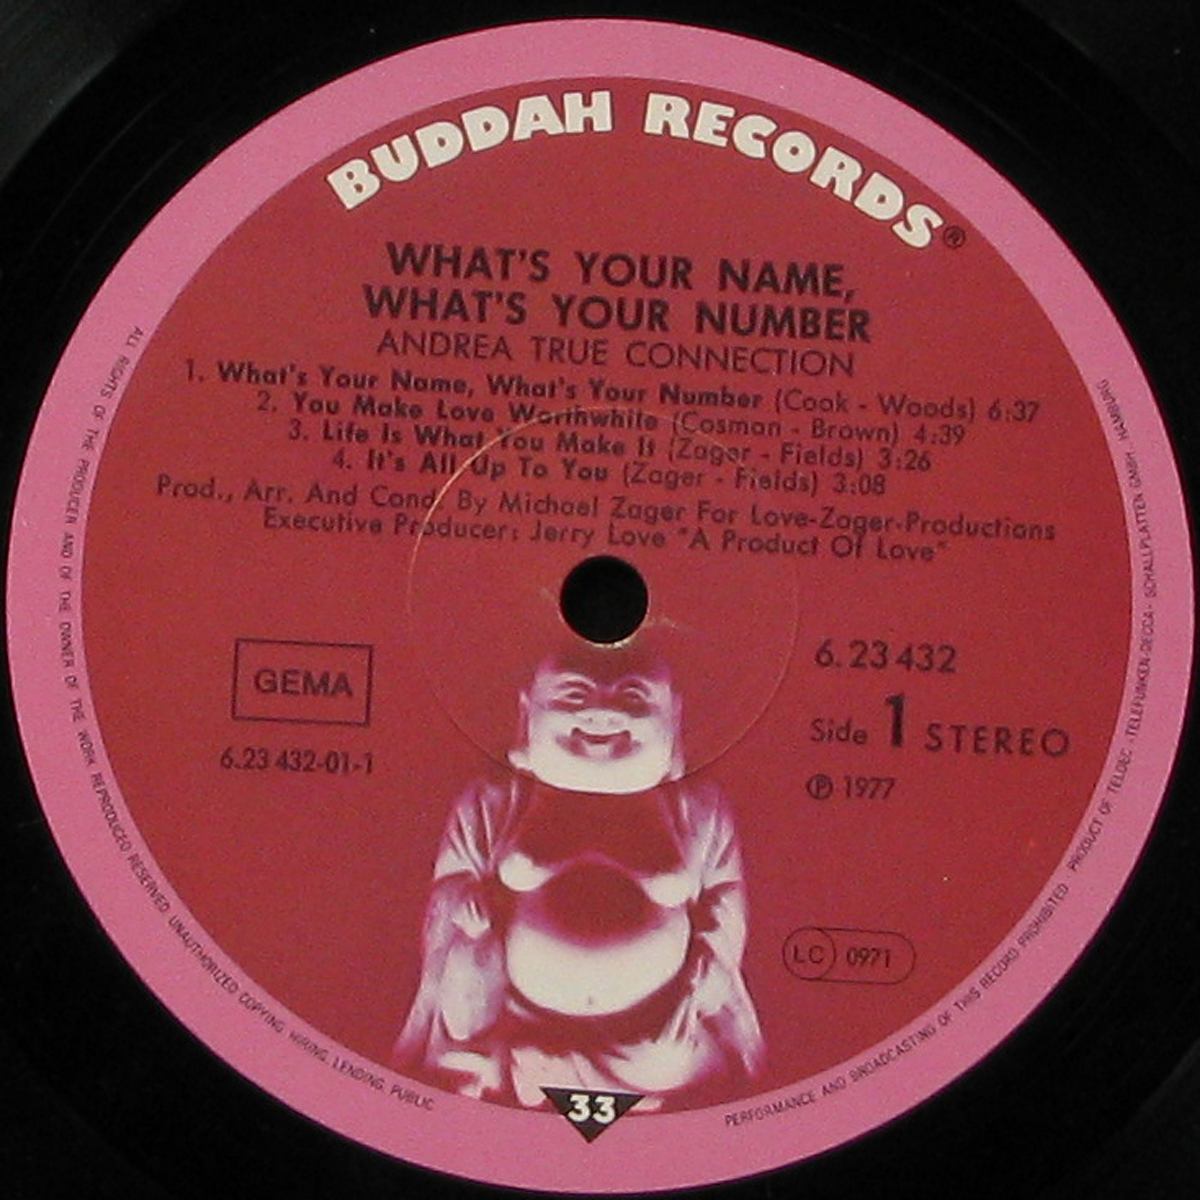 BUDDAH RECORDS®
WHAT'S YOUR NAME,
WHAT'S YOUR NUMBER
ANDREA TRUE CONNECTION
1. What's Your Name, What's Your Number (Cook - Woods) 6:37
2. You Make Love Worthwhile (Cosman - Brown) 4:39
3. Life Is What You Make It (Zager - Fields) 3:26
4. It's All Up To You (Zager - Fields) 3:08
Prod., Arr. And Cond. By Michael Zager For Love-Zager-Productions
Executive Producer: Jerry Love "A Product Of Love"
GEMA
6.23 432-01-1
6.23 432
Side 1 STEREO
℗ 1977
LC 0971
33
ALL RIGHTS OF THE PRODUCER AND OF THE OWNER OF THE WORK REPRODUCED RESERVED. UNAUTHORIZED COPYING, HIRING, LENDING, PUBLIC
PERFORMANCE AND BROADCASTING OF THIS RECORD PROHIBITED · PRODUCT OF TELDEC ·TELEFUNKEN-DECCA· SCHALLPLATTEN GMBH · HAMBURG